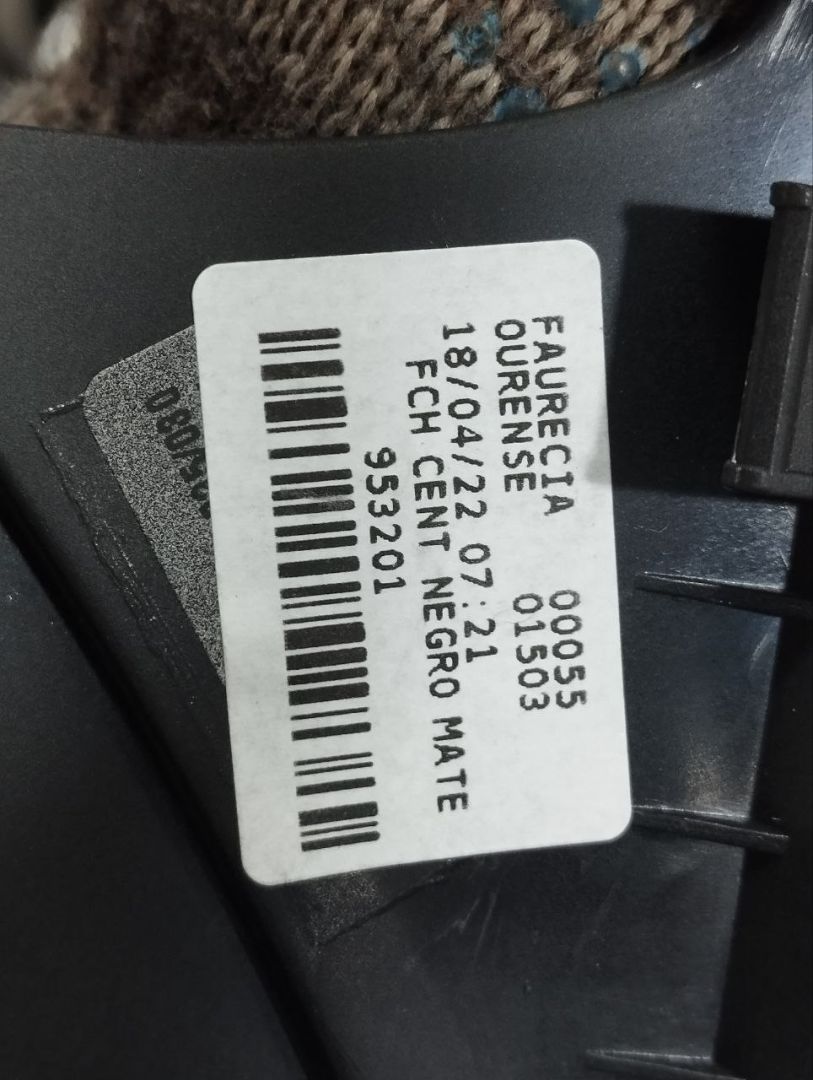 FAURECIA 00055
OURENSE 01503
18/04/22 07:21
FCH CENT NEGRO MATE
953201